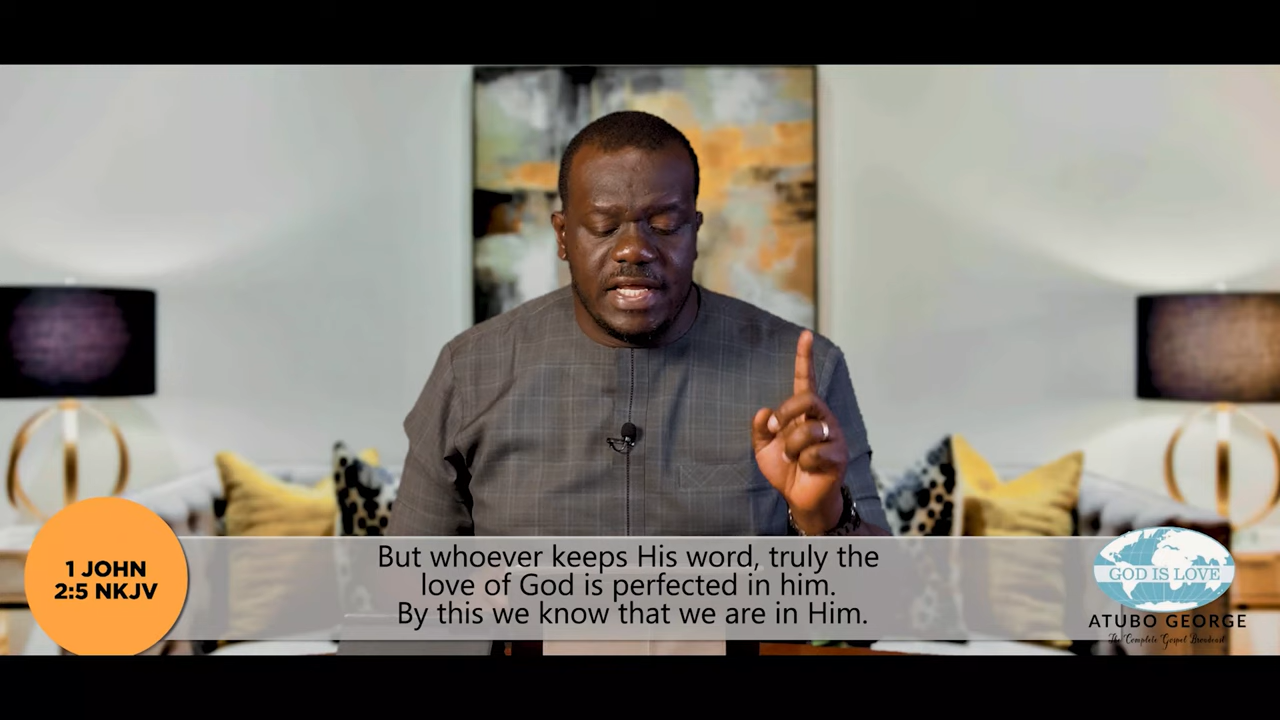 1 JOHN
2:5 NKJV
But whoever keeps His word, truly the
love of God is perfected in him.
By this we know that we are in Him.
GOD IS LOVE
ATUBO GEORGE
The Complete Gospel Broadcast